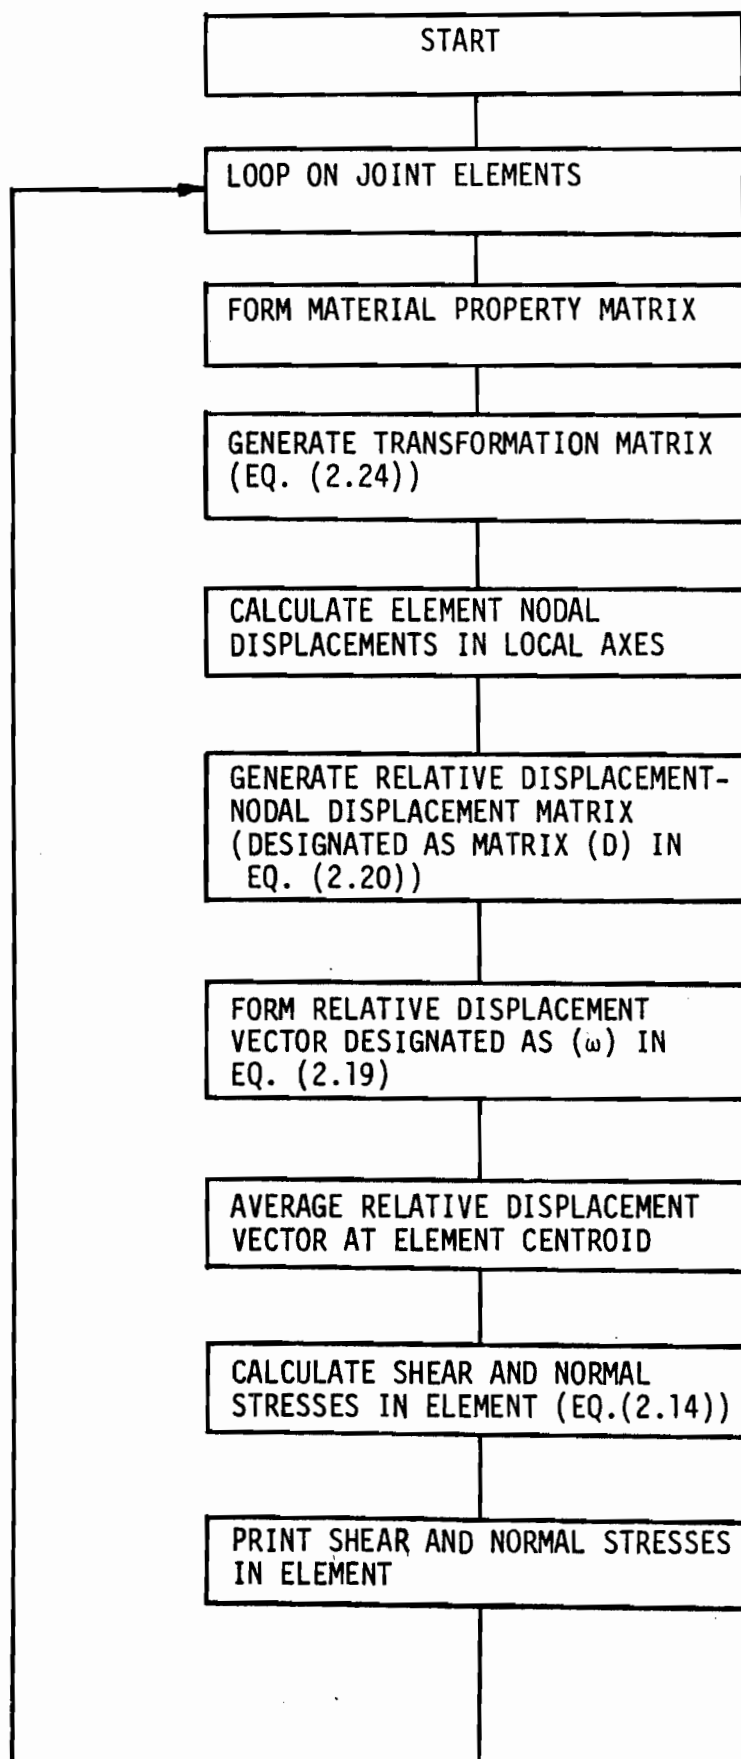 START
LOOP ON JOINT ELEMENTS
FORM MATERIAL PROPERTY MATRIX
GENERATE TRANSFORMATION MATRIX
(EQ. (2.24))
CALCULATE ELEMENT NODAL
DISPLACEMENTS IN LOCAL AXES
GENERATE RELATIVE DISPLACEMENT-
NODAL DISPLACEMENT MATRIX
(DESIGNATED AS MATRIX (D) IN
EQ. (2.20))
FORM RELATIVE DISPLACEMENT
VECTOR DESIGNATED AS (ω) IN
EQ. (2.19)
AVERAGE RELATIVE DISPLACEMENT
VECTOR AT ELEMENT CENTROID
CALCULATE SHEAR AND NORMAL
STRESSES IN ELEMENT (EQ.(2.14))
PRINT SHEAR AND NORMAL STRESSES
IN ELEMENT